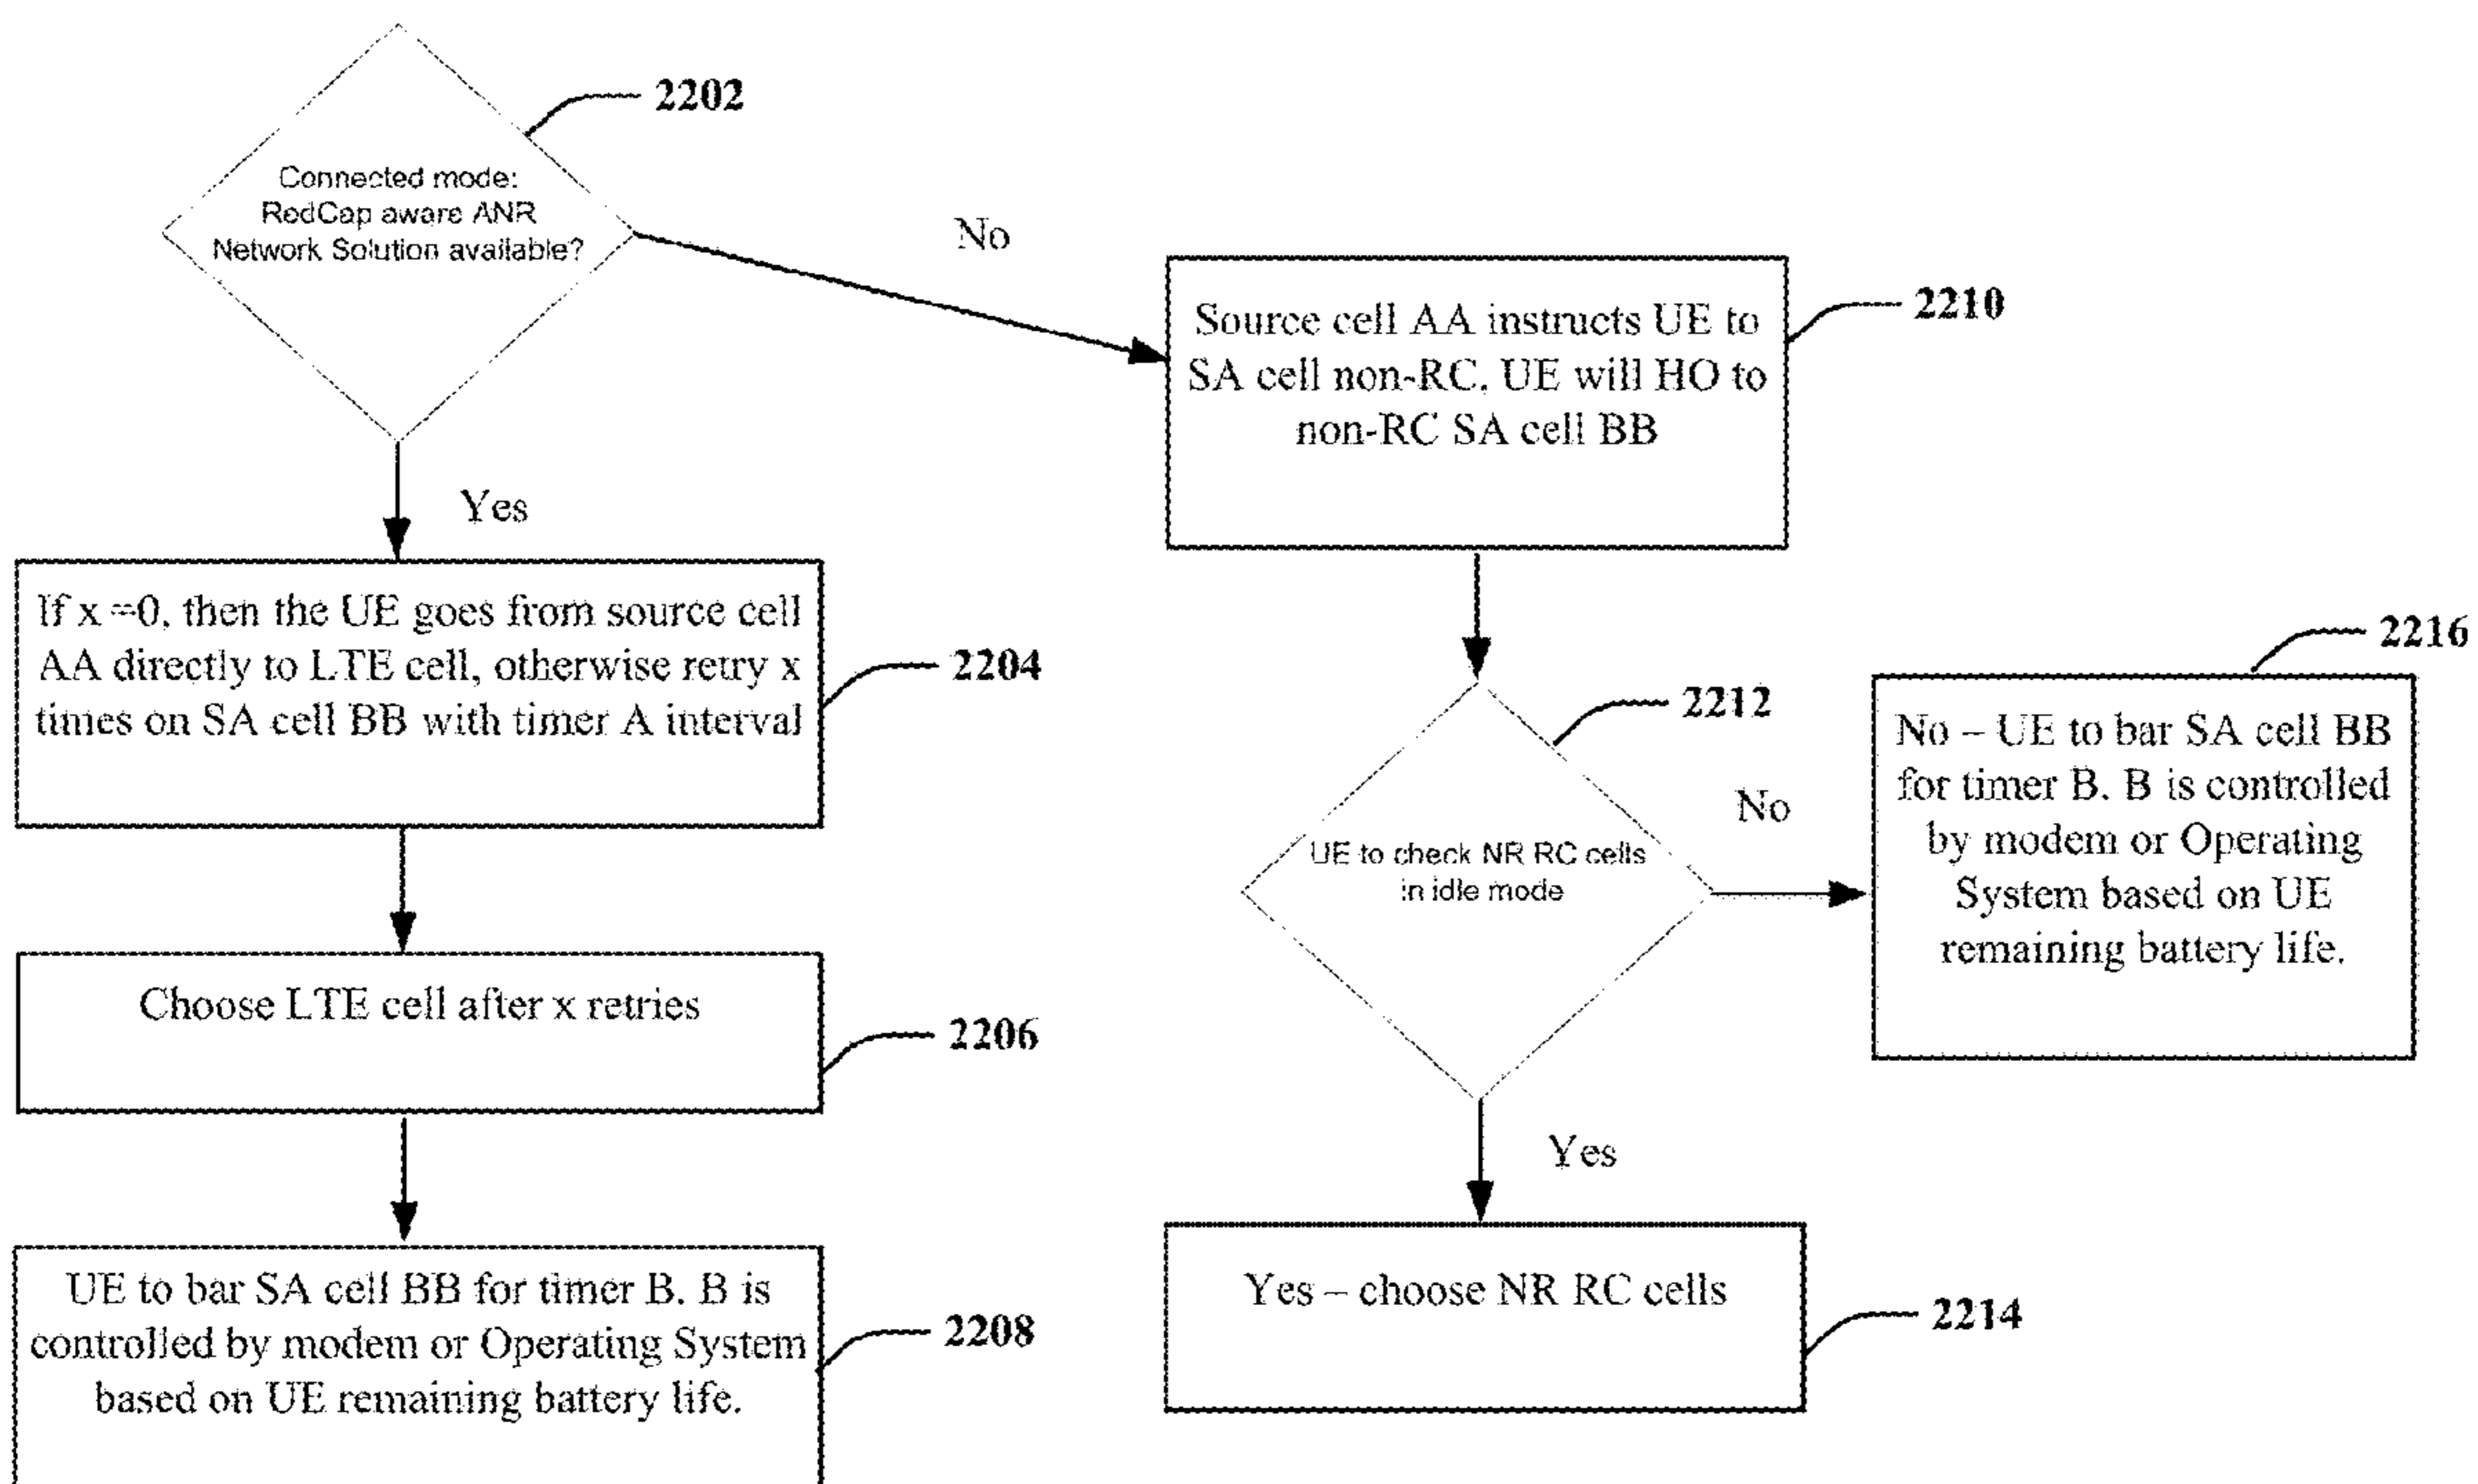 2202
Connected mode:
RedCap aware ANR
Network Solution available?
No
Yes
If x =0, then the UE goes from source cell
AA directly to LTE cell, otherwise retry x
times on SA cell BB with timer A interval
2204
Choose LTE cell after x retries
2206
UE to bar SA cell BB for timer B. B is
controlled by modem or Operating System
based on UE remaining battery life.
2208
Source cell AA instructs UE to
SA cell non-RC, UE will HO to
non-RC SA cell BB
2210
2212
UE to check NR RC cells
in idle mode
No
2216
No – UE to bar SA cell BB
for timer B. B is controlled
by modem or Operating
System based on UE
remaining battery life.
Yes
Yes – choose NR RC cells
2214